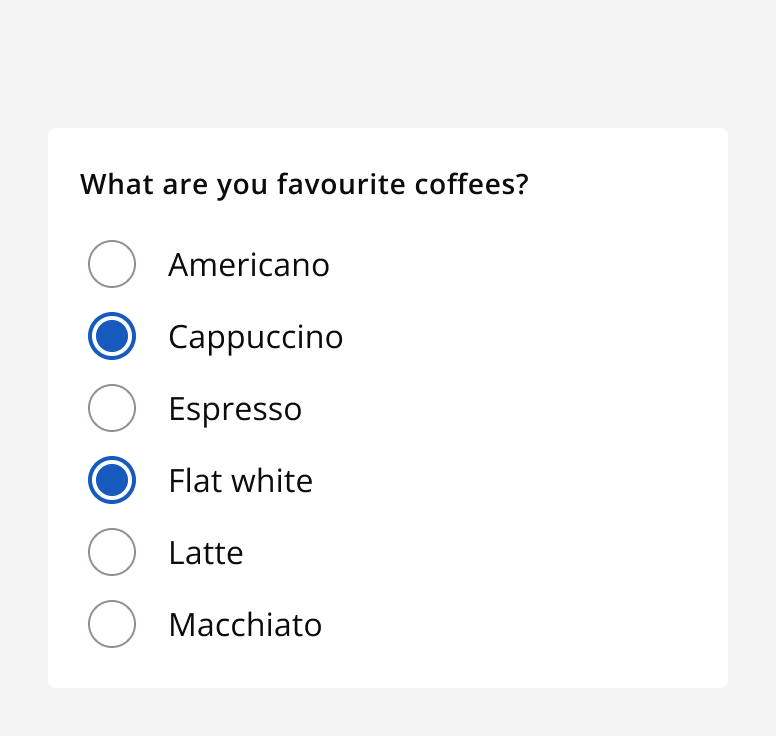 What are you favourite coffees?
Americano
Cappuccino
Espresso
Flat white
Latte
Macchiato